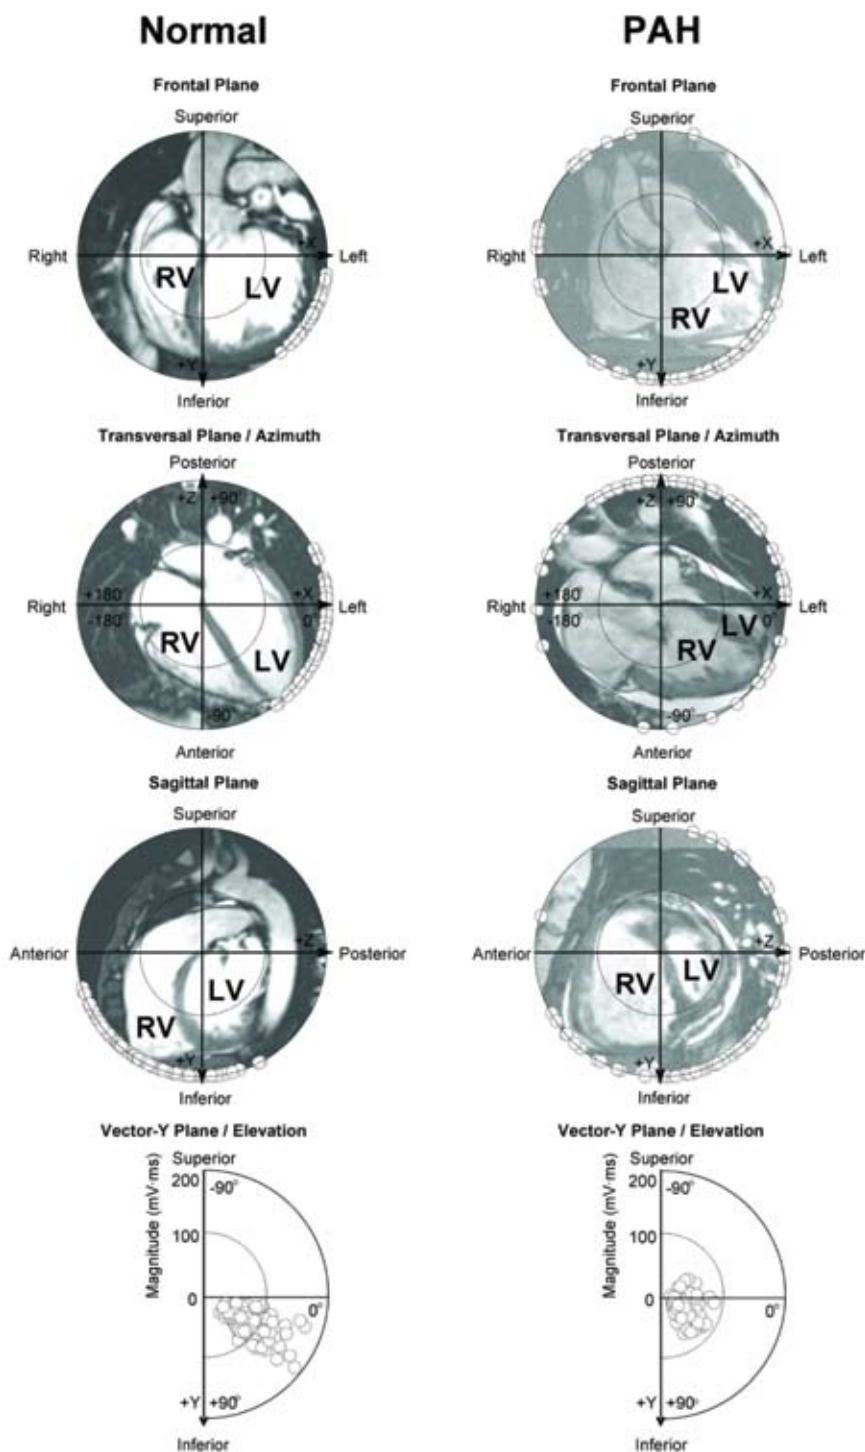 Normal PAH
Frontal Plane Frontal Plane
Superior Superior
+X +X
Right Left Right Left
RV LV LV
RV
+Y +Y
Inferior Inferior
Transversal Plane / Azimuth Transversal Plane / Azimuth
Posterior Posterior
+Z +90° +Z +90°
+180° +X +180° +X
Right Left Right Left
-180° 0° -180° 0°
RV LV RV LV
-90° -90°
Anterior Anterior
Sagittal Plane Sagittal Plane
Superior Superior
+Z +Z
Anterior Posterior Anterior Posterior
LV RV LV
RV
+Y +Y
Inferior Inferior
Vector-Y Plane / Elevation Vector-Y Plane / Elevation
Superior Superior
200 -90° 200 -90°
Magnitude (mV·ms) Magnitude (mV·ms)
100 100
0 0° 0 0°
+Y +90° +Y +90°
Inferior Inferior